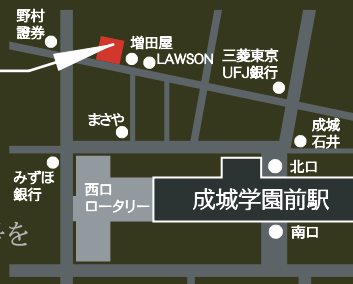 野村
證券
増田屋
LAWSON
三菱東京
UFJ銀行
まさや
成城
石井
みずほ
銀行
西口
ロータリー
北口
成城学園前駅
南口
を